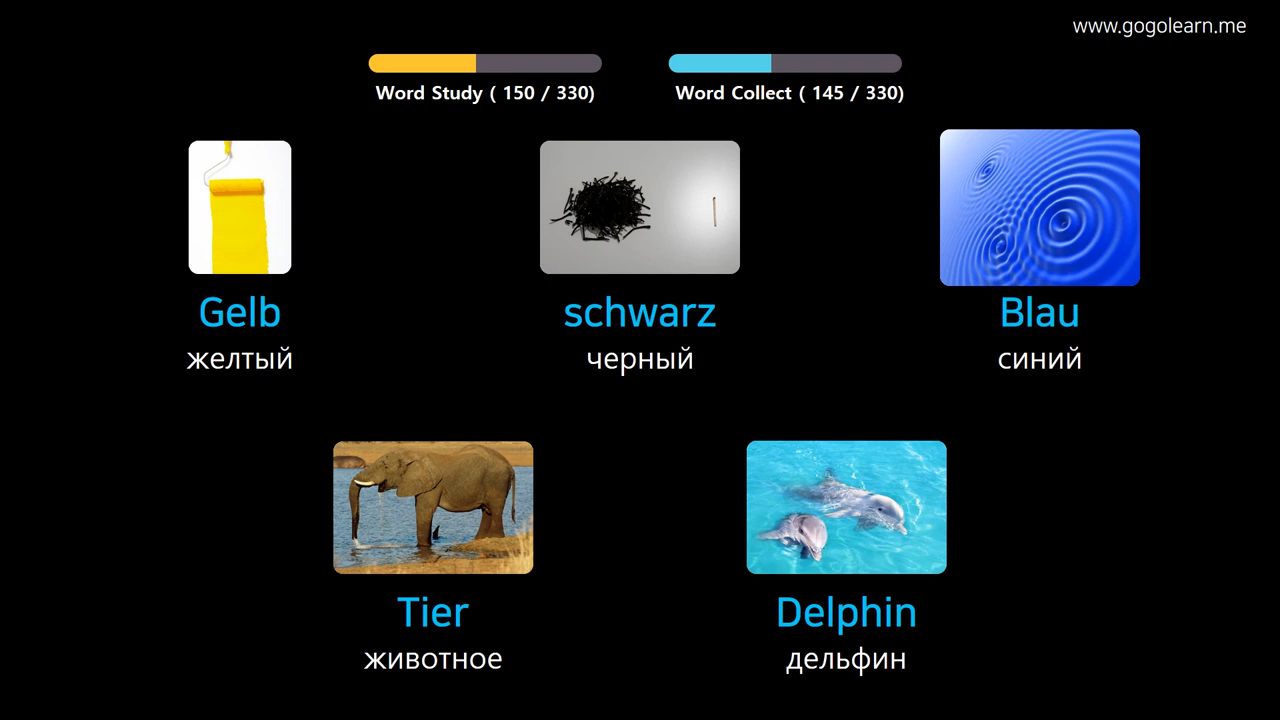 www.gogolearn.me
Word Study ( 150 / 330)
Word Collect ( 145 / 330)
Gelb
желтый
schwarz
черный
Blau
синий
Tier
животное
Delphin
дельфин